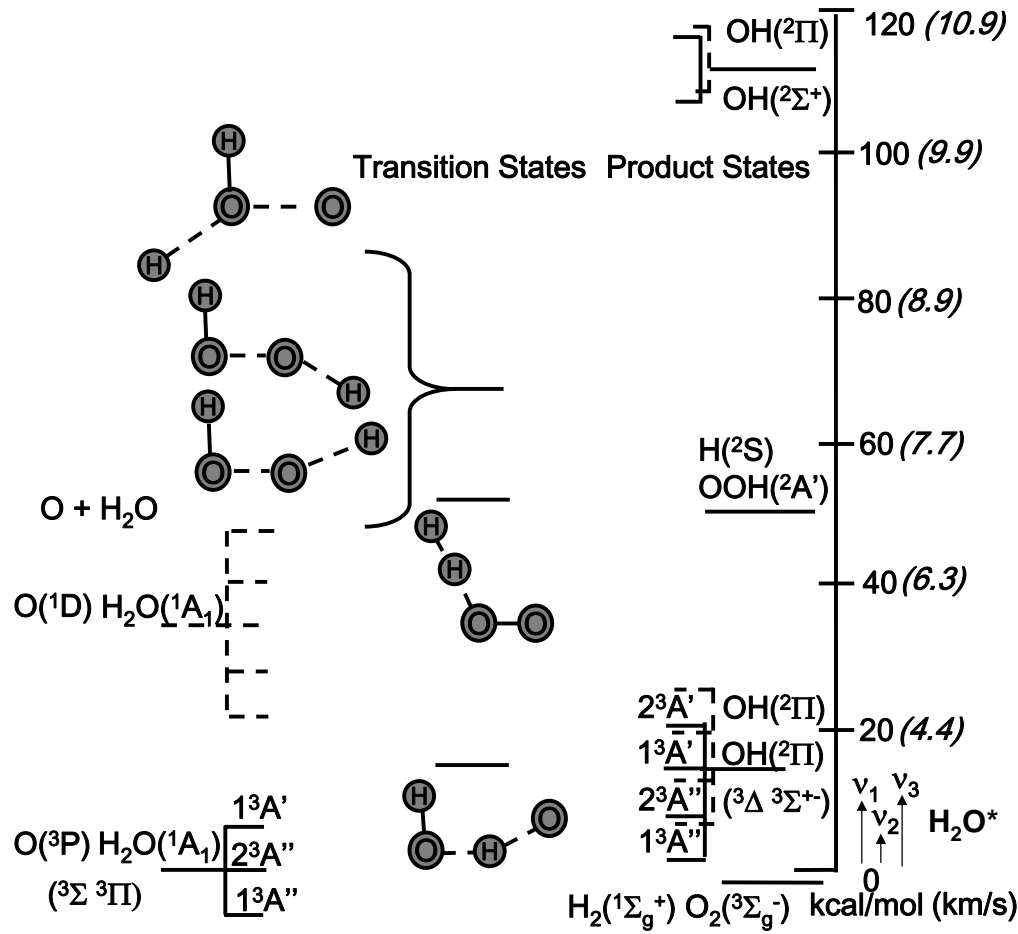 OH(²Π)
120 (10.9)
OH(²Σ⁺)
H
100 (9.9)
Transition States Product States
O O
H
H
80 (8.9)
O O
H
H
H
60 (7.7)
H(²S)
O O
OOH(²A’)
O + H₂O
H
H
40 (6.3)
O(¹D) H₂O(¹A₁)
O O
2³A’ OH(²Π)
20 (4.4)
1³A’ OH(²Π)
ν₁ ν₂ ν₃
H 2³A” (³Δ ³Σ⁺⁻)
1³A’
O H₂O*
O(³P) H₂O(¹A₁) 2³A”
O H
1³A”
0
(³Σ ³Π) 1³A”
H₂(¹Σg⁺) O₂(³Σg⁻) kcal/mol (km/s)